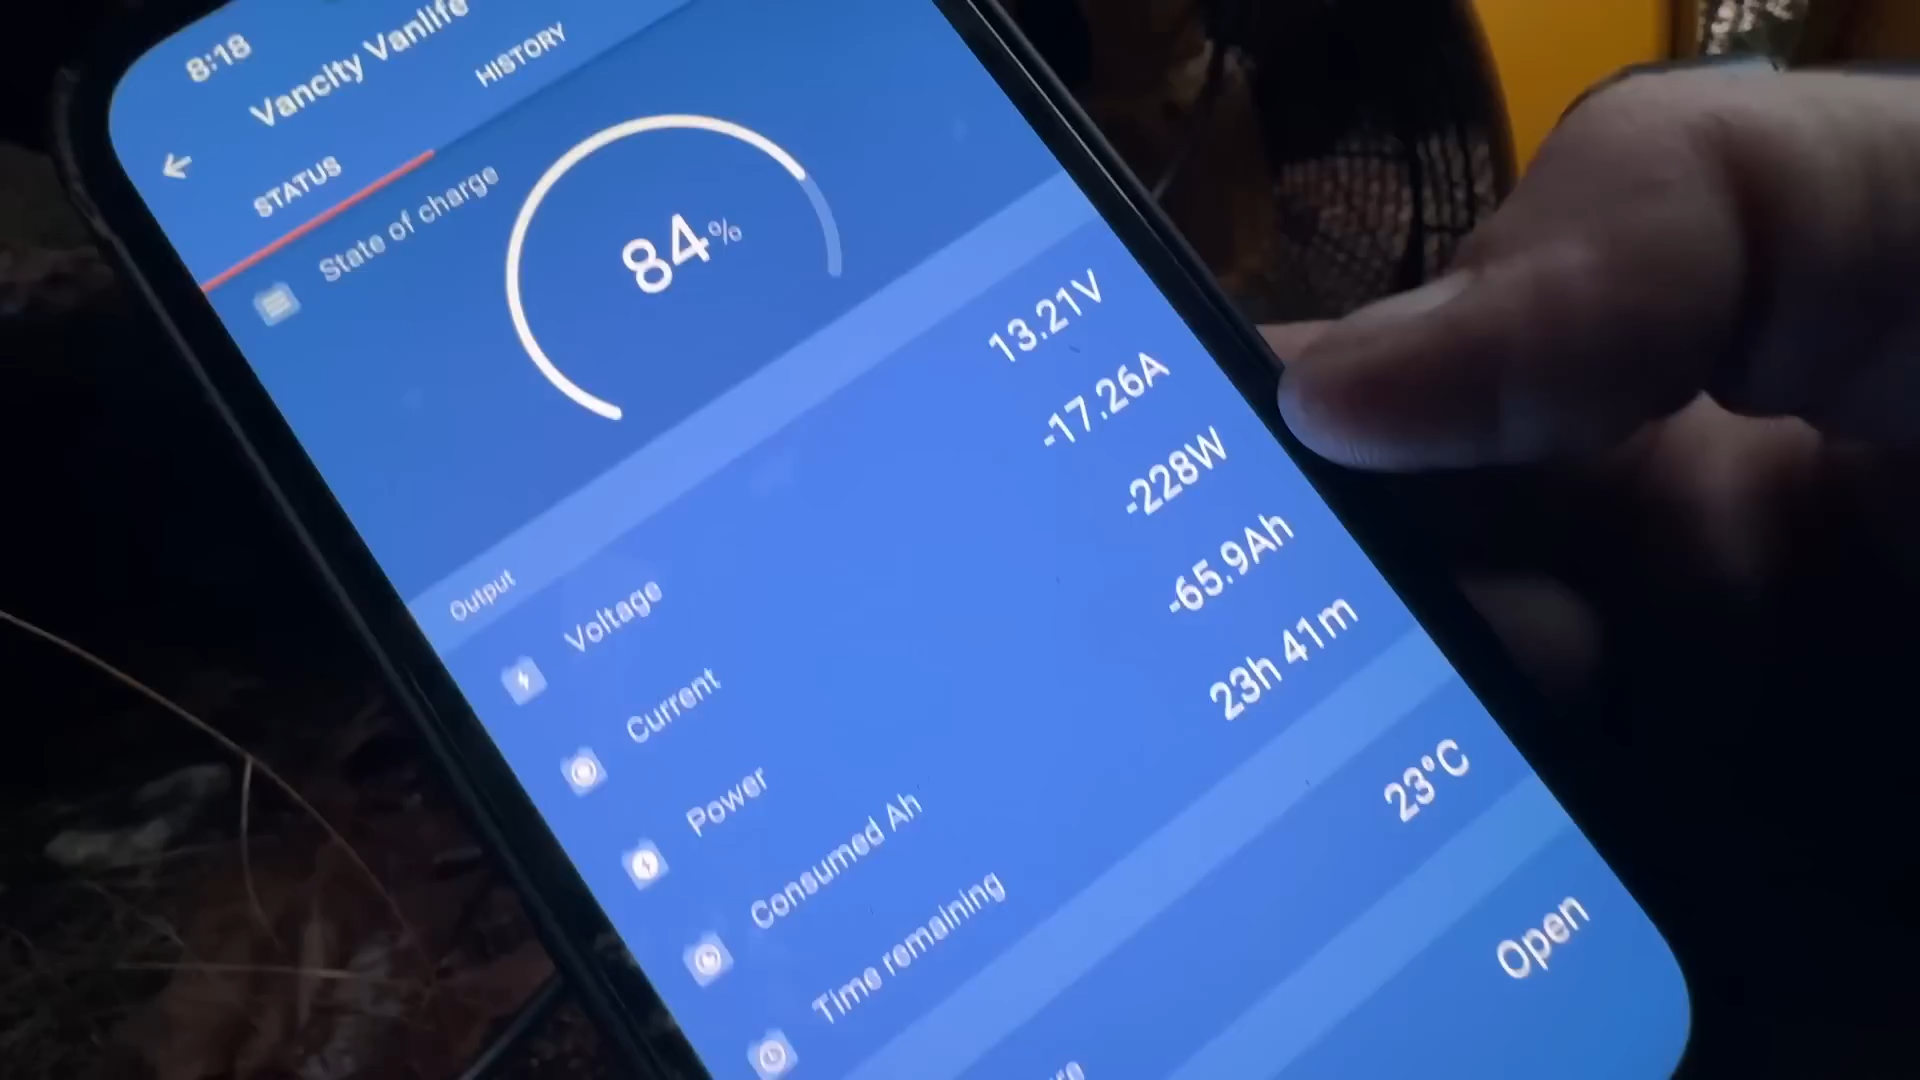 8:18
Vancity Vanlife
STATUS
HISTORY
State of charge
84%
Output
Voltage 13.21V
Current -17.26A
Power -228W
Consumed Ah -65.9Ah
Time remaining 23h 41m
23°C
Open